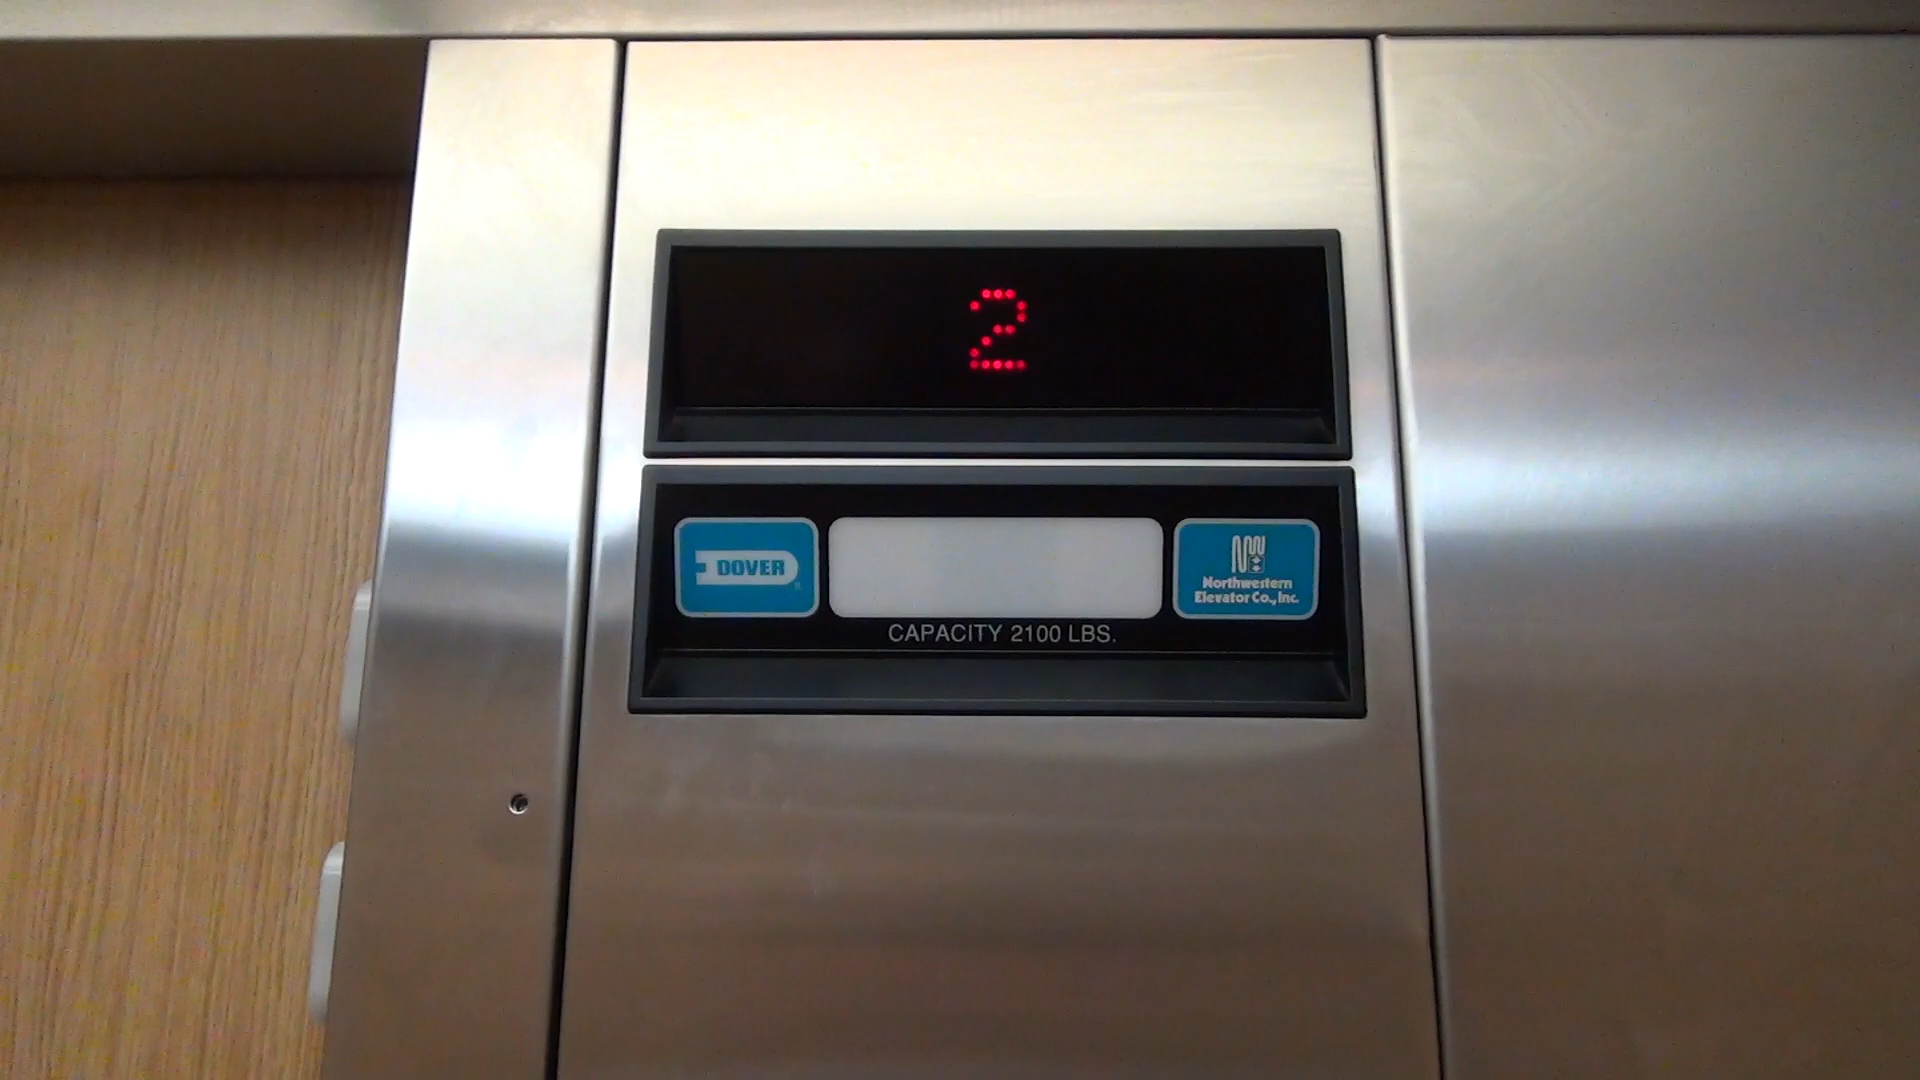 2
DOVER
Northwestern
Elevator Co., Inc.
CAPACITY 2100 LBS.